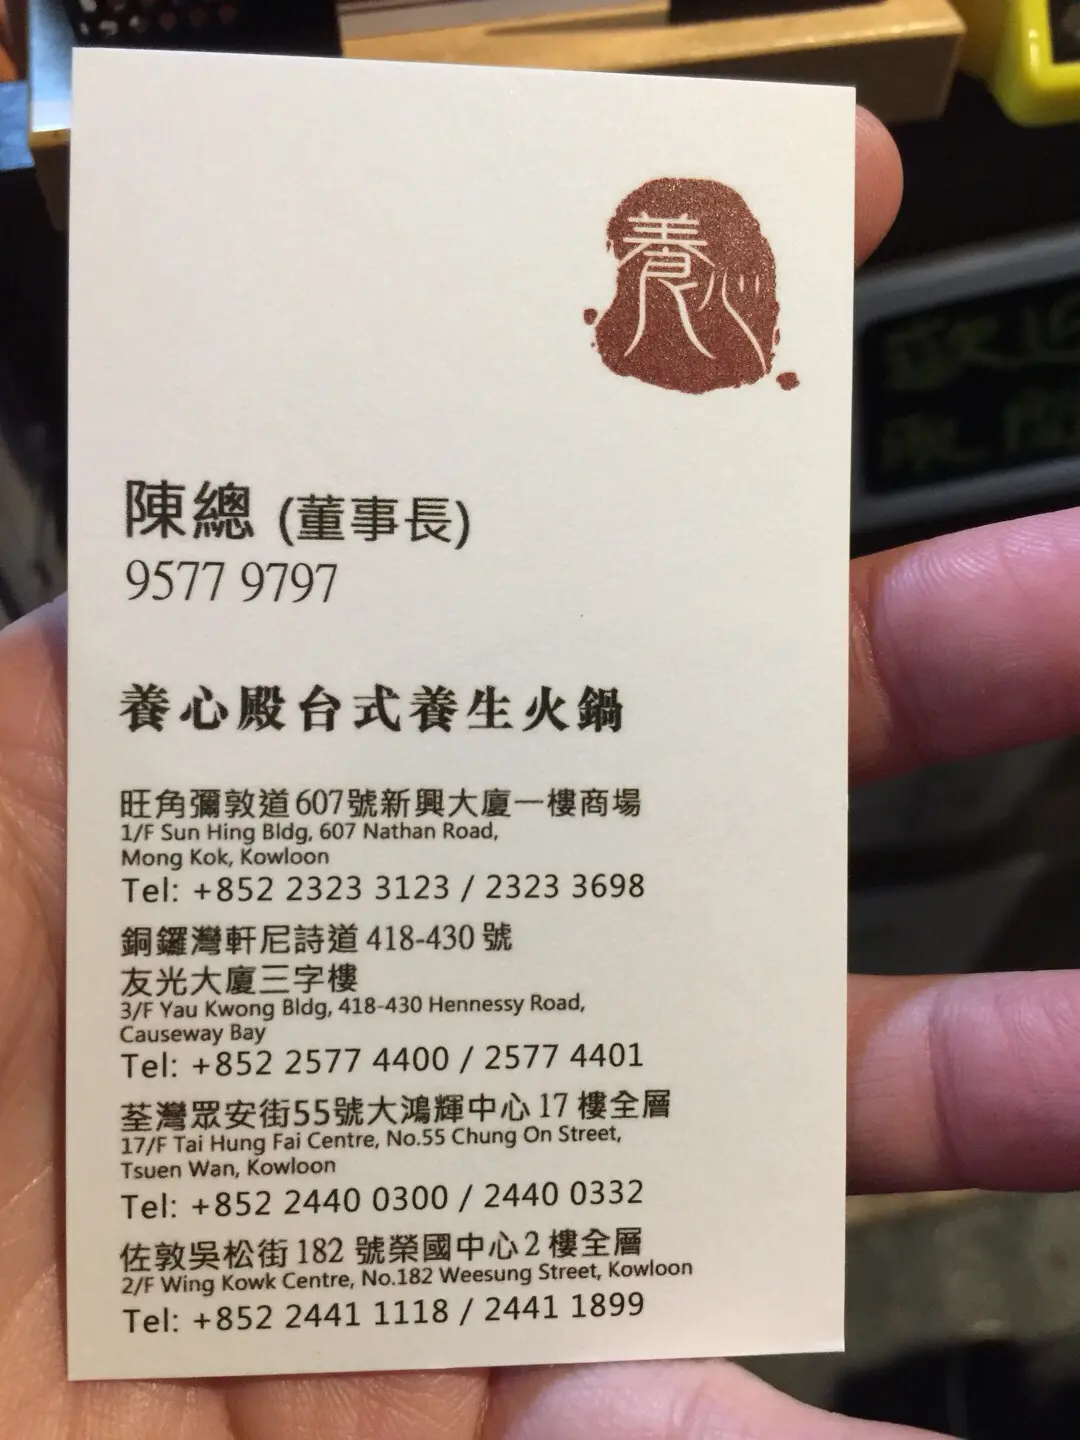 養心
陳總 (董事長)
9577 9797
養心殿台式養生火鍋
旺角彌敦道607號新興大廈一樓商場
1/F Sun Hing Bldg, 607 Nathan Road,
Mong Kok, Kowloon
Tel: +852 2323 3123 / 2323 3698
銅鑼灣軒尼詩道 418-430 號
友光大廈三字樓
3/F Yau Kwong Bldg, 418-430 Hennessy Road,
Causeway Bay
Tel: +852 2577 4400 / 2577 4401
荃灣眾安街55號大鴻輝中心 17 樓全層
17/F Tai Hung Fai Centre, No.55 Chung On Street,
Tsuen Wan, Kowloon
Tel: +852 2440 0300 / 2440 0332
佐敦吳松街 182 號榮國中心 2 樓全層
2/F Wing Kowk Centre, No.182 Weesung Street, Kowloon
Tel: +852 2441 1118 / 2441 1899